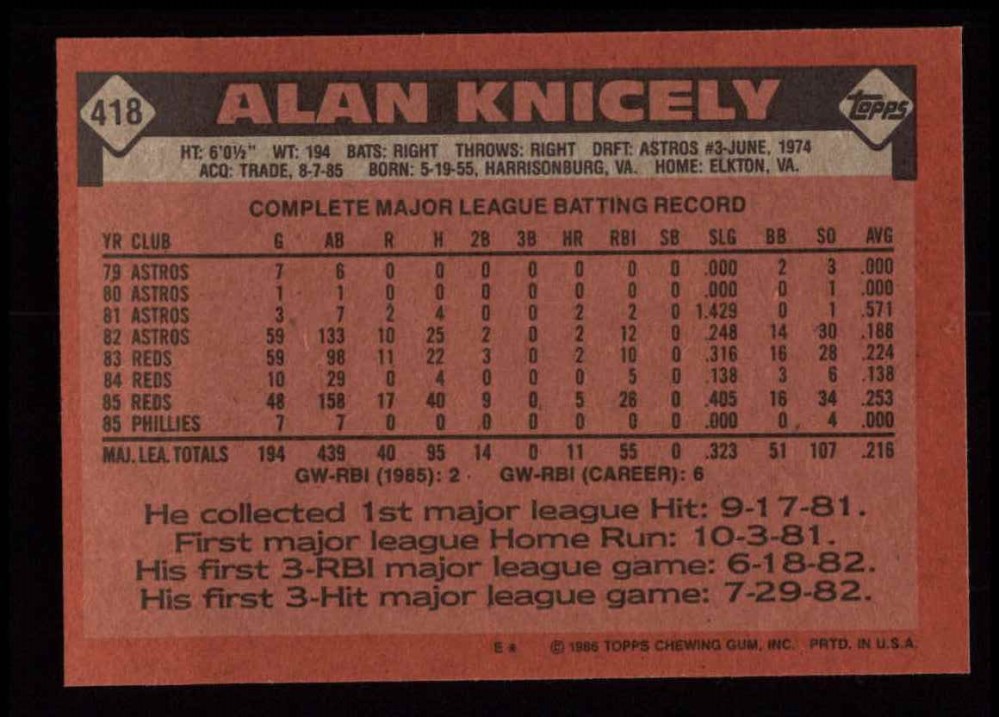 418 ALAN KNICELY Topps
HT: 6'0½" WT: 194 BATS: RIGHT THROWS: RIGHT DRFT: ASTROS #3-JUNE, 1974
ACQ: TRADE, 8-7-85 BORN: 5-19-55, HARRISONBURG, VA. HOME: ELKTON, VA.
COMPLETE MAJOR LEAGUE BATTING RECORD
YR CLUB G AB R H 2B 3B HR RBI SB SLG BB SO AVG
79 ASTROS 7 6 0 0 0 0 0 0 0 .000 2 3 .000
80 ASTROS 1 1 0 0 0 0 0 0 0 .000 0 1 .000
81 ASTROS 3 7 2 4 0 0 2 2 0 1.429 0 1 .571
82 ASTROS 59 133 10 25 2 0 2 12 0 .248 14 30 .188
83 REDS 59 98 11 22 3 0 2 10 0 .316 16 28 .224
84 REDS 10 29 0 4 0 0 0 5 0 .138 3 6 .138
85 REDS 48 158 17 40 9 0 5 26 0 .405 16 34 .253
85 PHILLIES 7 7 0 0 0 0 0 0 0 .000 0 4 .000
MAJ. LEA. TOTALS 194 439 40 95 14 0 11 55 0 .323 51 107 .216
GW-RBI (1985): 2 GW-RBI (CAREER): 6
He collected 1st major league Hit: 9-17-81.
First major league Home Run: 10-3-81.
His first 3-RBI major league game: 6-18-82.
His first 3-Hit major league game: 7-29-82.
E * © 1986 TOPPS CHEWING GUM, INC. PRTD. IN U.S.A.